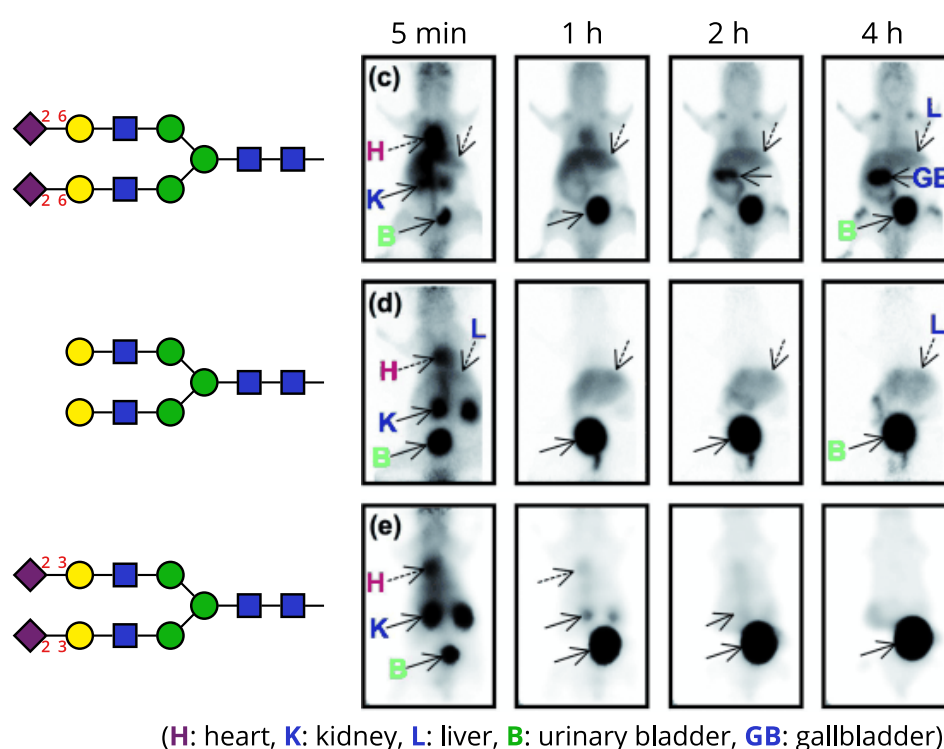 5 min 1 h 2 h 4 h
(c)
2 6
2 6
H
K
B
L
GB
B
(d)
L
H
K
B
L
B
(e)
2 3
2 3
H
K
B
(H: heart, K: kidney, L: liver, B: urinary bladder, GB: gallbladder)